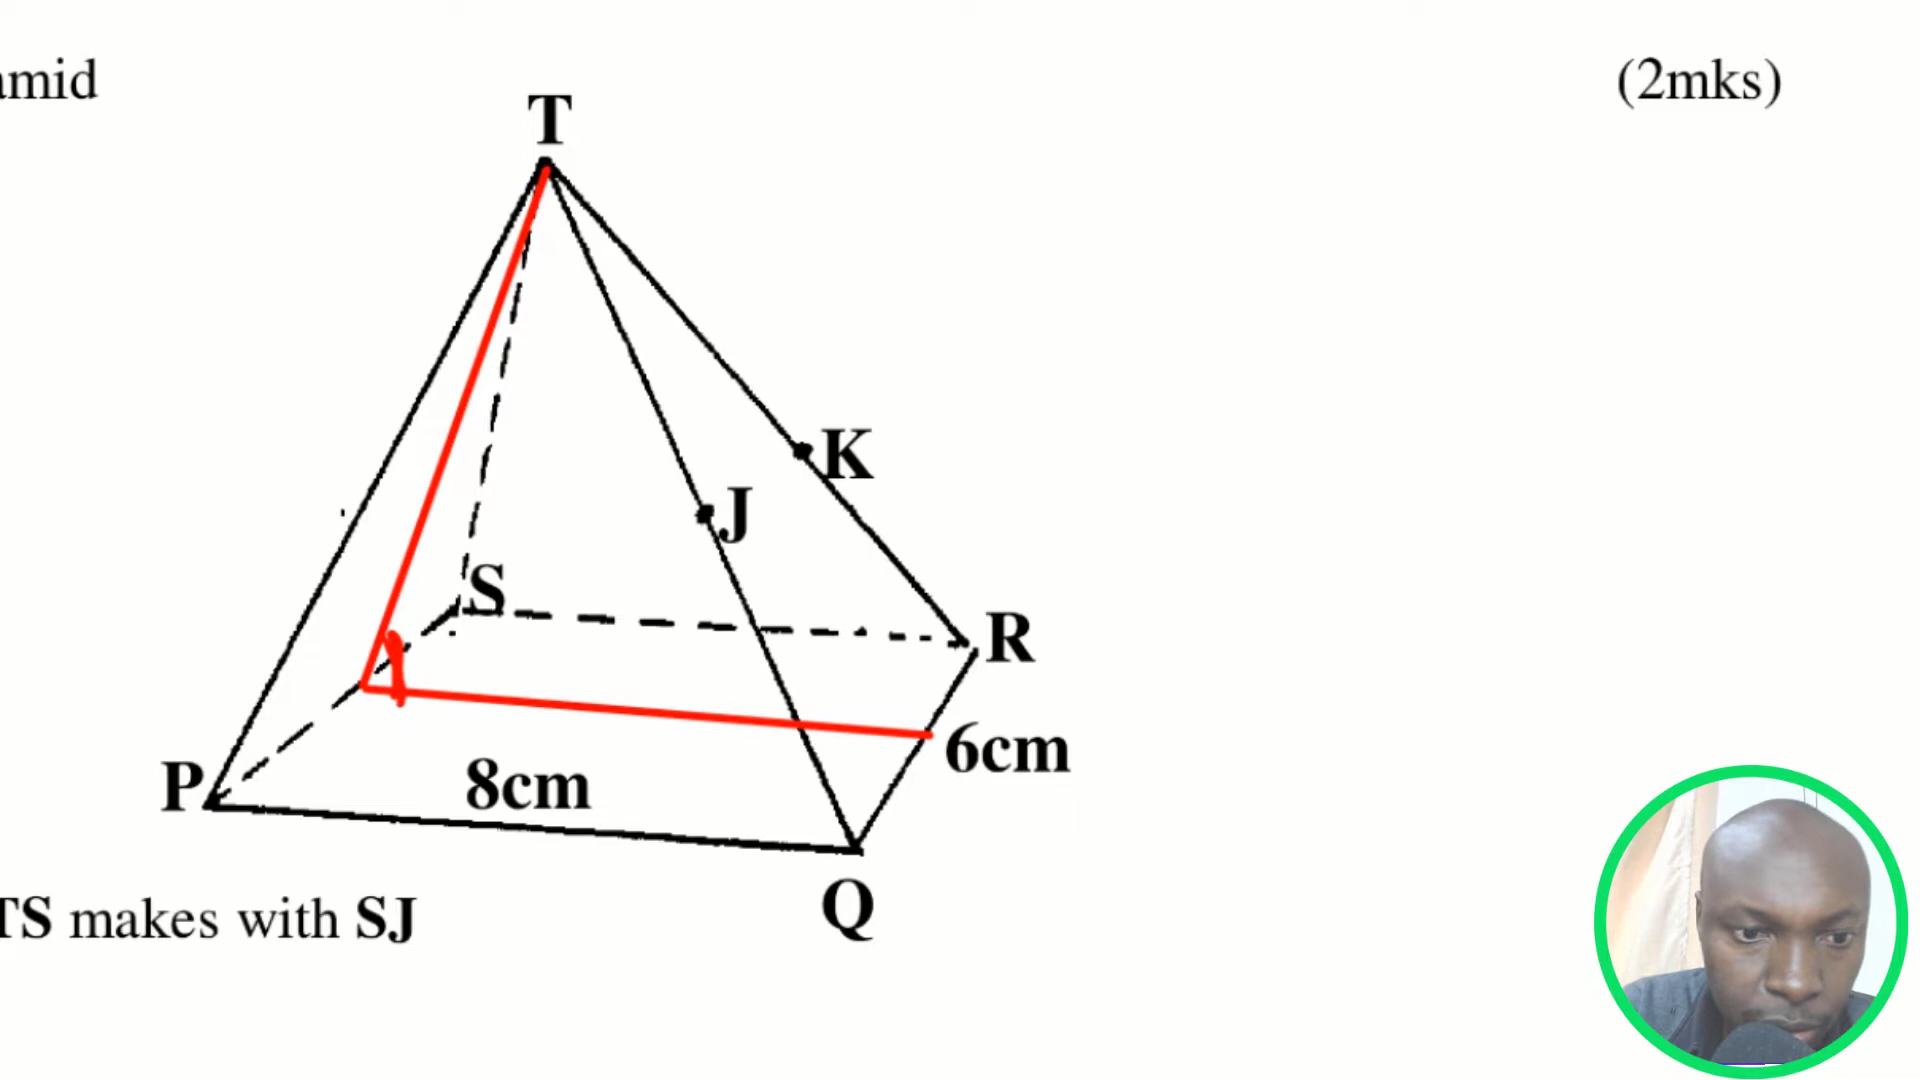 amid (2mks)
T
K
J
S
R
6cm
P 8cm
Q
TS makes with SJ